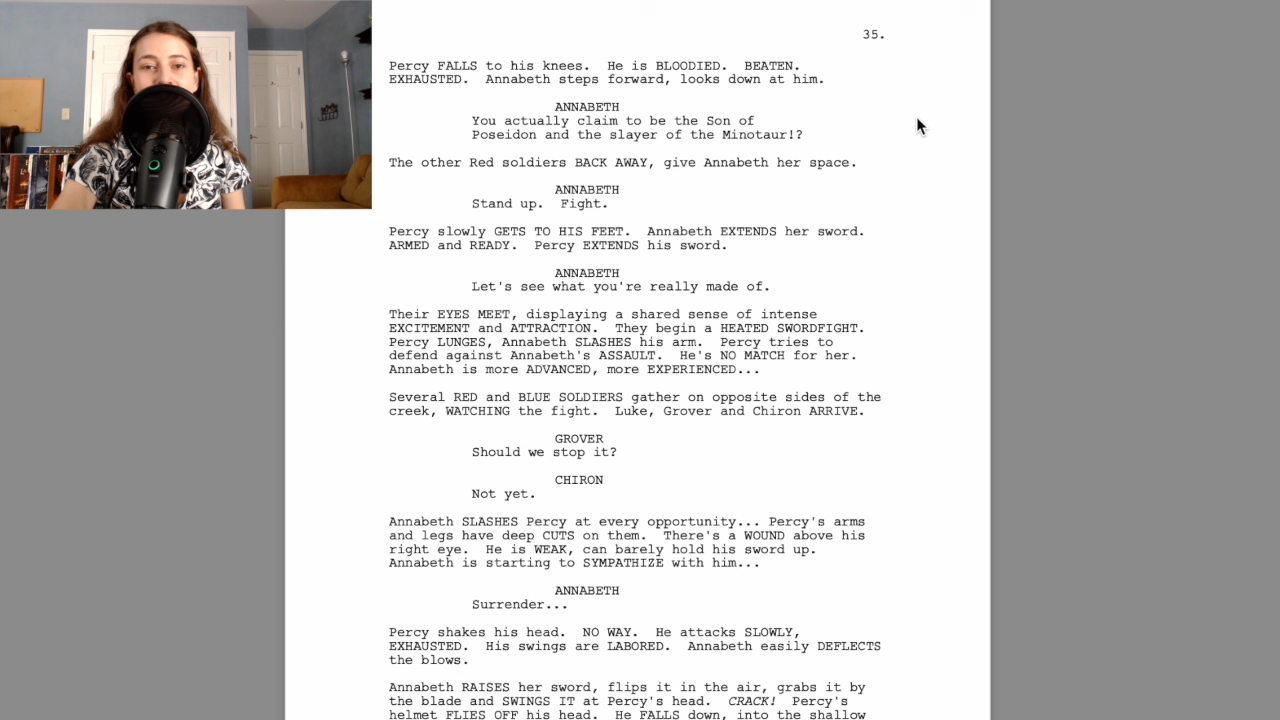 35.
Percy FALLS to his knees. He is BLOODIED. BEATEN.
EXHAUSTED. Annabeth steps forward, looks down at him.
ANNABETH
You actually claim to be the Son of
Poseidon and the slayer of the Minotaur!?
The other Red soldiers BACK AWAY, give Annabeth her space.
ANNABETH
Stand up. Fight.
Percy slowly GETS TO HIS FEET. Annabeth EXTENDS her sword.
ARMED and READY. Percy EXTENDS his sword.
ANNABETH
Let's see what you're really made of.
Their EYES MEET, displaying a shared sense of intense
EXCITEMENT and ATTRACTION. They begin a HEATED SWORDFIGHT.
Percy LUNGES, Annabeth SLASHES his arm. Percy tries to
defend against Annabeth's ASSAULT. He's NO MATCH for her.
Annabeth is more ADVANCED, more EXPERIENCED...
Several RED and BLUE SOLDIERS gather on opposite sides of the
creek, WATCHING the fight. Luke, Grover and Chiron ARRIVE.
GROVER
Should we stop it?
CHIRON
Not yet.
Annabeth SLASHES Percy at every opportunity... Percy's arms
and legs have deep CUTS on them. There's a WOUND above his
right eye. He is WEAK, can barely hold his sword up.
Annabeth is starting to SYMPATHIZE with him...
ANNABETH
Surrender...
Percy shakes his head. NO WAY. He attacks SLOWLY,
EXHAUSTED. His swings are LABORED. Annabeth easily DEFLECTS
the blows.
Annabeth RAISES her sword, flips it in the air, grabs it by
the blade and SWINGS IT at Percy's head. CRACK! Percy's
helmet FLIES OFF his head. He FALLS down, into the shallow